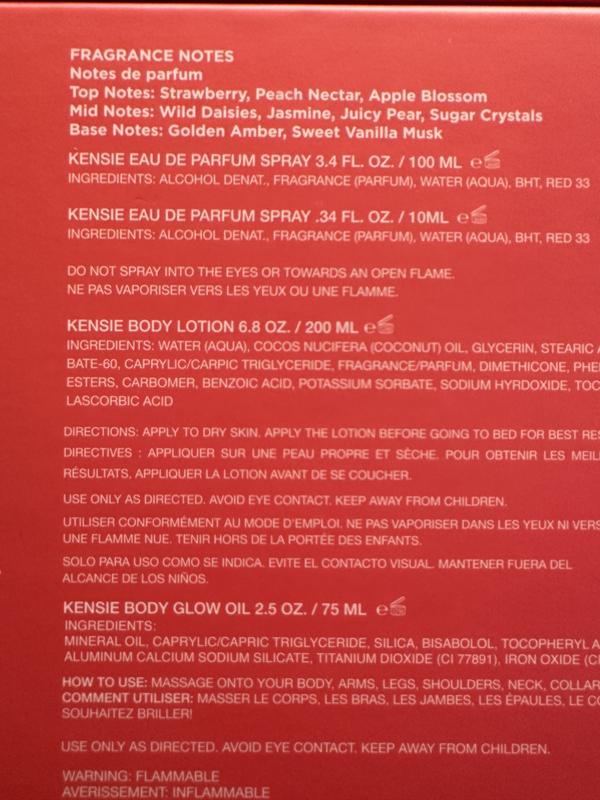 FRAGRANCE NOTES
Notes de parfum
Top Notes: Strawberry, Peach Nectar, Apple Blossom
Mid Notes: Wild Daisies, Jasmine, Juicy Pear, Sugar Crystals
Base Notes: Golden Amber, Sweet Vanilla Musk
KENSIE EAU DE PARFUM SPRAY 3.4 FL. OZ. / 100 ML ℮
INGREDIENTS: ALCOHOL DENAT., FRAGRANCE (PARFUM), WATER (AQUA), BHT, RED 33
KENSIE EAU DE PARFUM SPRAY .34 FL. OZ. / 10ML ℮
INGREDIENTS: ALCOHOL DENAT., FRAGRANCE (PARFUM), WATER (AQUA), BHT, RED 33
DO NOT SPRAY INTO THE EYES OR TOWARDS AN OPEN FLAME.
NE PAS VAPORISER VERS LES YEUX OU UNE FLAMME.
KENSIE BODY LOTION 6.8 OZ. / 200 ML ℮
INGREDIENTS: WATER (AQUA), COCOS NUCIFERA (COCONUT) OIL, GLYCERIN, STEARIC A
BATE-60, CAPRYLIC/CARPIC TRIGLYCERIDE, FRAGRANCE/PARFUM, DIMETHICONE, PHE
ESTERS, CARBOMER, BENZOIC ACID, POTASSIUM SORBATE, SODIUM HYRDOXIDE, TOC
LASCORBIC ACID
DIRECTIONS: APPLY TO DRY SKIN. APPLY THE LOTION BEFORE GOING TO BED FOR BEST RES
DIRECTIVES : APPLIQUER SUR UNE PEAU PROPRE ET SÈCHE. POUR OBTENIR LES MEIL
RÉSULTATS, APPLIQUER LA LOTION AVANT DE SE COUCHER.
USE ONLY AS DIRECTED. AVOID EYE CONTACT. KEEP AWAY FROM CHILDREN.
UTILISER CONFORMÉMENT AU MODE D'EMPLOI. NE PAS VAPORISER DANS LES YEUX NI VERS
UNE FLAMME NUE. TENIR HORS DE LA PORTÉE DES ENFANTS.
SOLO PARA USO COMO SE INDICA. EVITE EL CONTACTO VISUAL. MANTENER FUERA DEL
ALCANCE DE LOS NIÑOS.
KENSIE BODY GLOW OIL 2.5 OZ. / 75 ML ℮
INGREDIENTS:
MINERAL OIL, CAPRYLIC/CAPRIC TRIGLYCERIDE, SILICA, BISABOLOL, TOCOPHERYL A
ALUMINUM CALCIUM SODIUM SILICATE, TITANIUM DIOXIDE (CI 77891), IRON OXIDE (C
HOW TO USE: MASSAGE ONTO YOUR BODY, ARMS, LEGS, SHOULDERS, NECK, COLLAR
COMMENT UTILISER: MASSER LE CORPS, LES BRAS, LES JAMBES, LES ÉPAULES, LE CO
SOUHAITEZ BRILLER!
USE ONLY AS DIRECTED. AVOID EYE CONTACT. KEEP AWAY FROM CHILDREN.
WARNING: FLAMMABLE
AVERISSEMENT: INFLAMMABLE